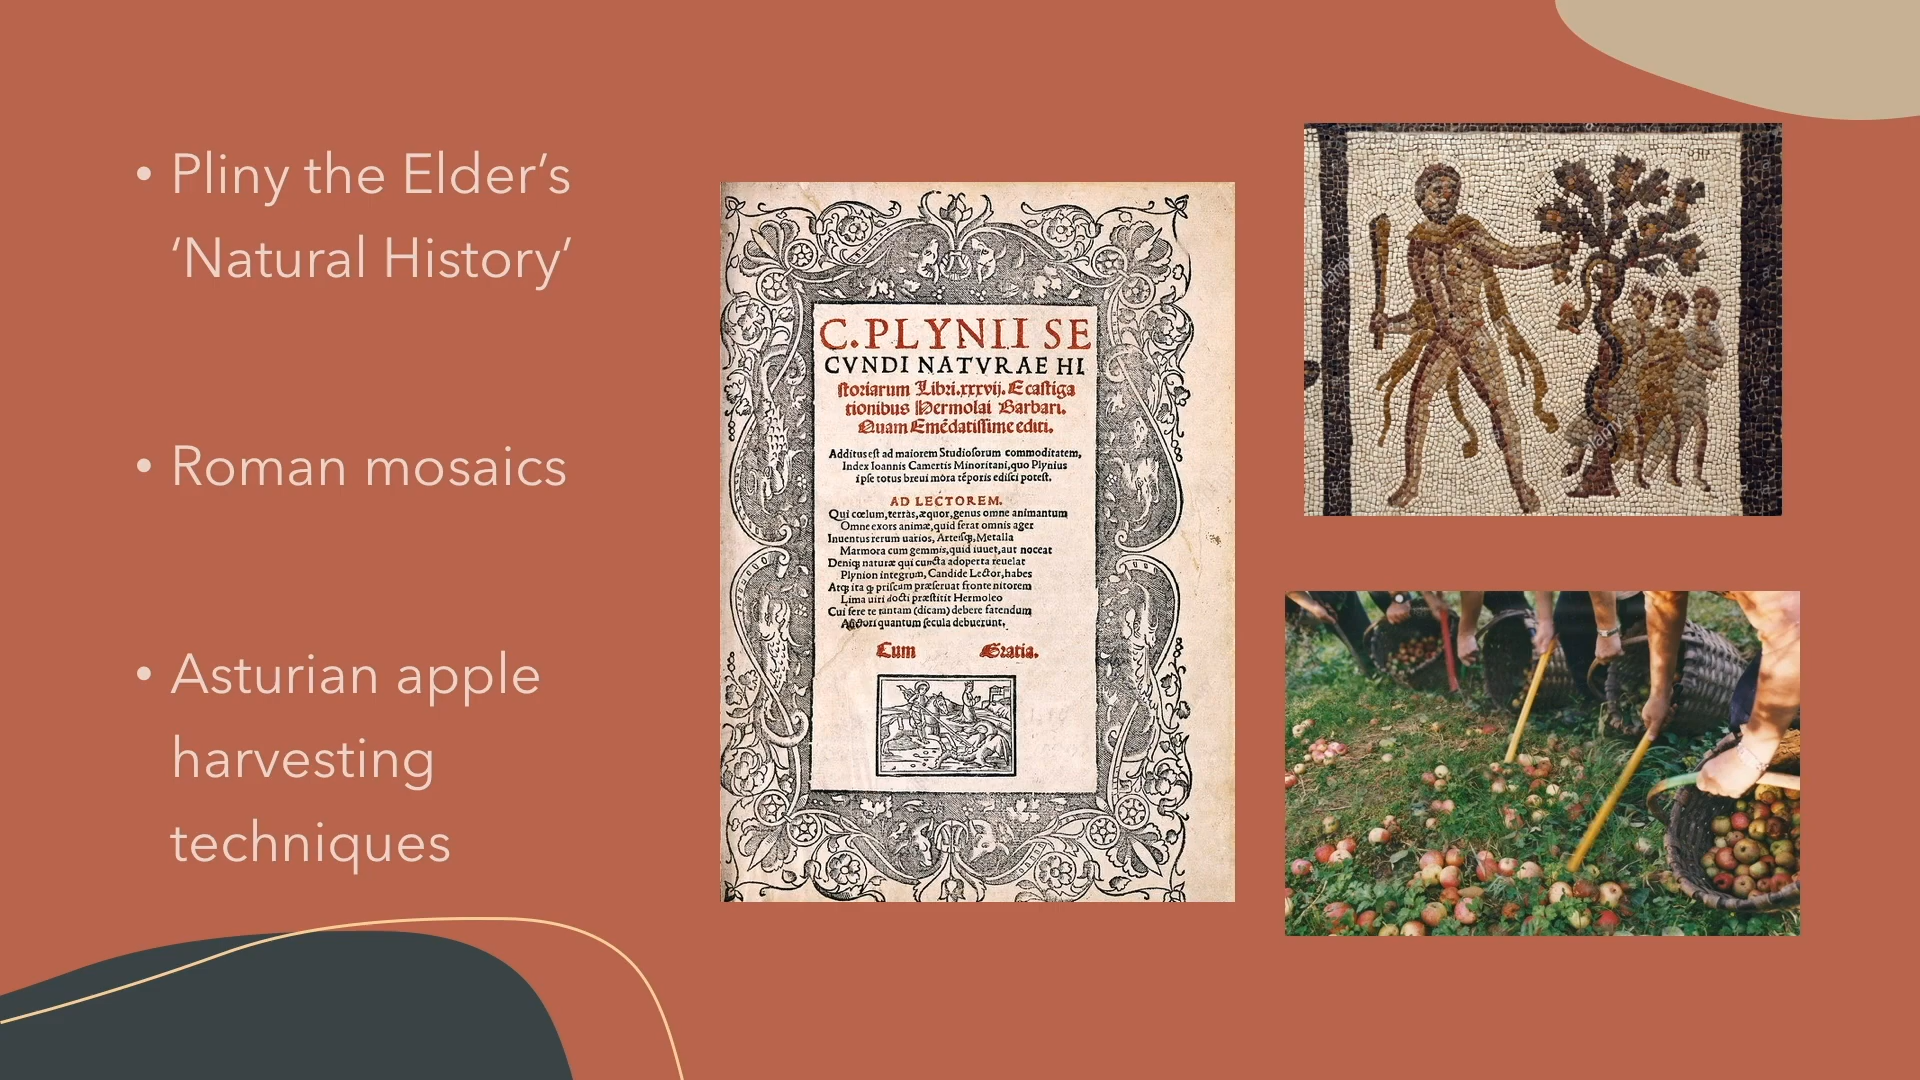 • Pliny the Elder’s
‘Natural History’
• Roman mosaics
• Asturian apple
harvesting
techniques
C. PLYNII SE
CVNDI NATVRAE HI
ſtoriarum Libri.xxxvij. E caſtiga
tionibus Hermolai Barbari.
Quam Emēdatiſſime editi.
Additus eſt ad maiorem Studioſorum commoditatem,
Index Ioannis Camertis Minoritani, quo Plynius
ipſe totus breui mora tēporis ediſci poteſt.
AD LECTOREM.
Qui cœlum, terras, æquor, genus omne animantum
Omne exors animæ, quid ferat omnis ager
Inuentus rerum uarios, Arteiſq;, Metalla
Marmora cum gemmis, quid iuuet, aut noceat
Deniq; naturæ qui cuncta adoperta reuelat
Plynion integrum, Candide Lector, habes
Atq; ita ꝙ priſcum præſeruat fronte nitorem
Lima uiri docti præſtitit Hermoleo
Cui fere te tantam (dicam) debere fatendum
quantum ſecula debuerunt.
Cum Gratia.
alamy